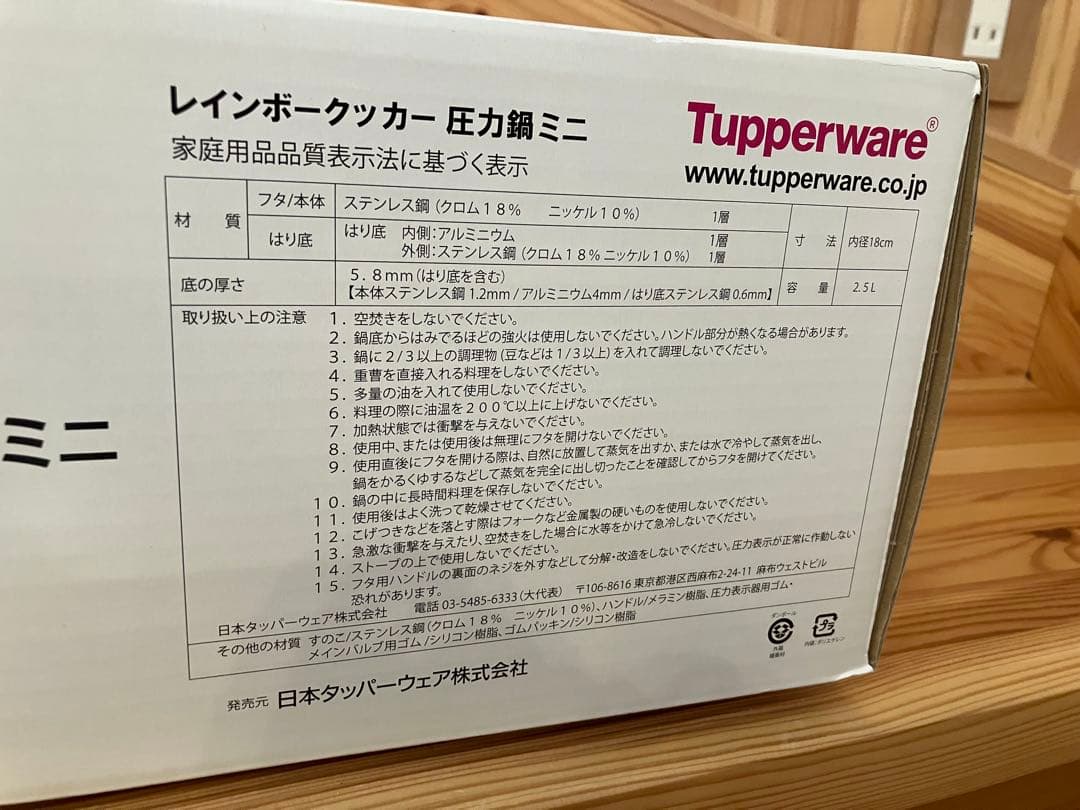 レインボークッカー 圧力鍋ミニ
Tupperware®
家庭用品品質表示法に基づく表示
www.tupperware.co.jp
材 質
フタ/本体
ステンレス鋼(クロム18% ニッケル10%) 1層
はり底
はり底 内側:アルミニウム 1層
外側:ステンレス鋼(クロム18%ニッケル10%) 1層
寸 法
内径18cm
底の厚さ
5.8mm(はり底を含む)
【本体ステンレス鋼1.2mm/アルミニウム4mm/はり底ステンレス鋼0.6mm】
容 量
2.5L
取り扱い上の注意
1. 空焚きをしないでください。
2. 鍋底からはみでるほどの強火は使用しないでください。ハンドル部分が熱くなる場合があります。
3. 鍋に2/3以上の調理物(豆などは1/3以上)を入れて調理しないでください。
4. 重曹を直接入れる料理をしないでください。
5. 多量の油を入れて使用しないでください。
6. 料理の際に油温を200℃以上に上げないでください。
7. 加熱状態では衝撃を与えないでください。
8. 使用中、または使用後は無理にフタを開けないでください。
9. 使用直後にフタを開ける際は、自然に放置して蒸気を出すか、または水で冷やして蒸気を出し、
鍋をかるくゆするなどして蒸気を完全に出し切ったことを確認してからフタを開けてください。
10. 鍋の中に長時間料理を保存しないでください。
11. 使用後はよく洗って乾燥させてください。
12. こげつきなどを落とす際はフォークなど金属製の硬いものを使用しないでください。
13. 急激な衝撃を与えたり、空焚きをした場合に水等をかけて急冷しないでください。
14. ストーブの上で使用しないでください。
15. フタ用ハンドルの裏面のネジを外すなどして分解・改造をしないでください。圧力表示が正常に作動しない
恐れがあります。
日本タッパーウェア株式会社 電話 03-5485-6333(大代表) 〒106-8616 東京都港区西麻布2-24-11 麻布ウェストビル
その他の材質 すのこ/ステンレス鋼(クロム18% ニッケル10%)、ハンドル/メラミン樹脂、圧力表示器用ゴム・
メインバルブ用ゴム/シリコン樹脂、ゴムパッキン/シリコン樹脂
ダンボール
外箱
緩衝材
プラ
内袋:ポリエチレン
発売元 日本タッパーウェア株式会社
ミニ